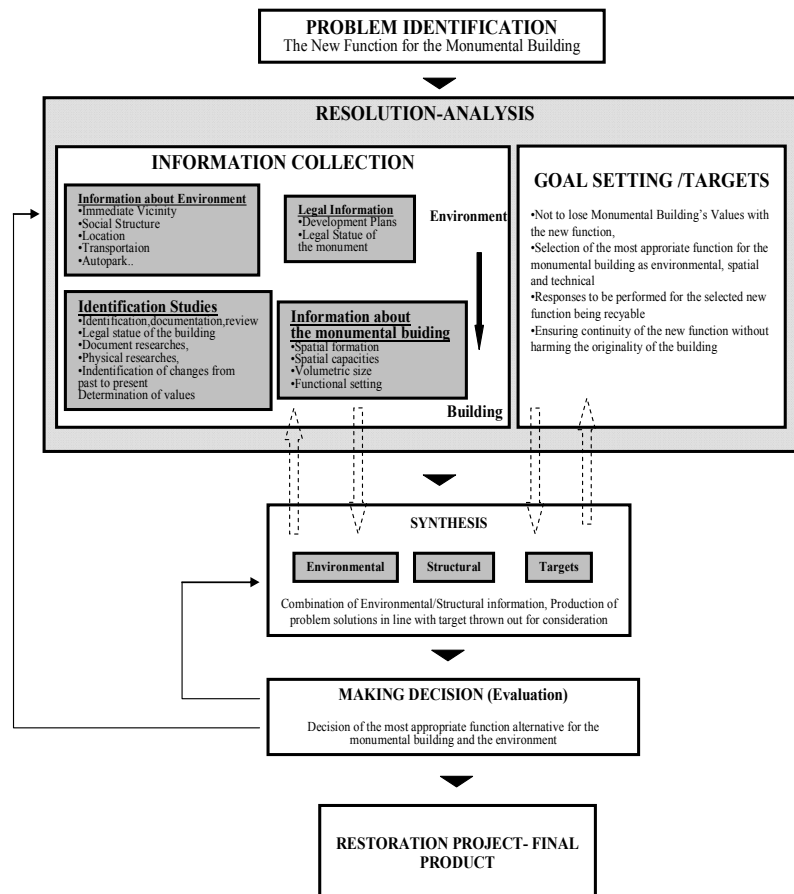 PROBLEM IDENTIFICATION
The New Function for the Monumental Building
RESOLUTION-ANALYSIS
INFORMATION COLLECTION
Information about Environment
•Immediate Vicinity
•Social Structure
•Location
•Transportaion
•Autopark..
Legal Information
•Development Plans
•Legal Statue of
the monument
Environment
Identification Studies
•Identification,documentation,review
•Legal statue of the building
•Document researches,
•Physical researches,
•Indentification of changes from
past to present
Determination of values
Information about
the monumental buiding
•Spatial formation
•Spatial capacities
•Volumetric size
•Functional setting
Building
GOAL SETTING /TARGETS
•Not to lose Monumental Building's Values with
the new function,
•Selection of the most approriate function for the
monumental building as environmental, spatial
and technical
•Responses to be performed for the selected new
function being recyable
•Ensuring continuity of the new function without
harming the originality of the building
SYNTHESIS
Environmental
Structural
Targets
Combination of Environmental/Structural information, Production of
problem solutions in line with target thrown out for consideration
MAKING DECISION (Evaluation)
Decision of the most appropriate function alternative for the
monumental building and the environment
RESTORATION PROJECT- FINAL
PRODUCT